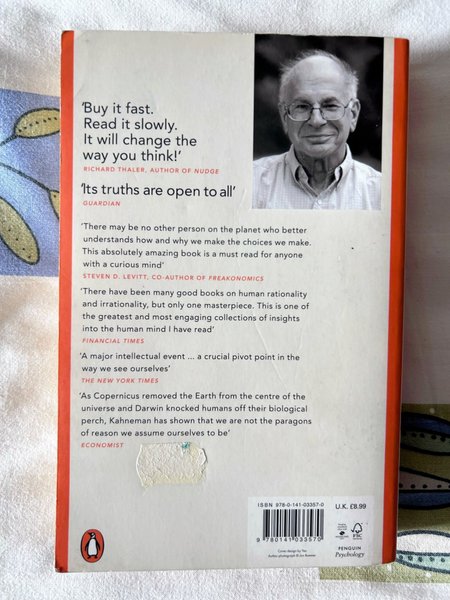 'Buy it fast.
Read it slowly.
It will change the
way you think!'
RICHARD THALER, AUTHOR OF NUDGE
'Its truths are open to all'
GUARDIAN
'There may be no other person on the planet who better
understands how and why we make the choices we make.
This absolutely amazing book is a must read for anyone
with a curious mind'
STEVEN D. LEVITT, CO-AUTHOR OF FREAKONOMICS
'There have been many good books on human rationality
and irrationality, but only one masterpiece. This is one of
the greatest and most engaging collections of insights
into the human mind I have read'
FINANCIAL TIMES
'A major intellectual event ... a crucial pivot point in the
way we see ourselves'
THE NEW YORK TIMES
'As Copernicus removed the Earth from the centre of the
universe and Darwin knocked humans off their biological
perch, Kahneman has shown that we are not the paragons
of reason we assume ourselves to be'
ECONOMIST
ISBN 978-0-141-03357-0
U.K. £8.99
9 780141 033570
FSC
PENGUIN
Psychology
Cover design by Yes